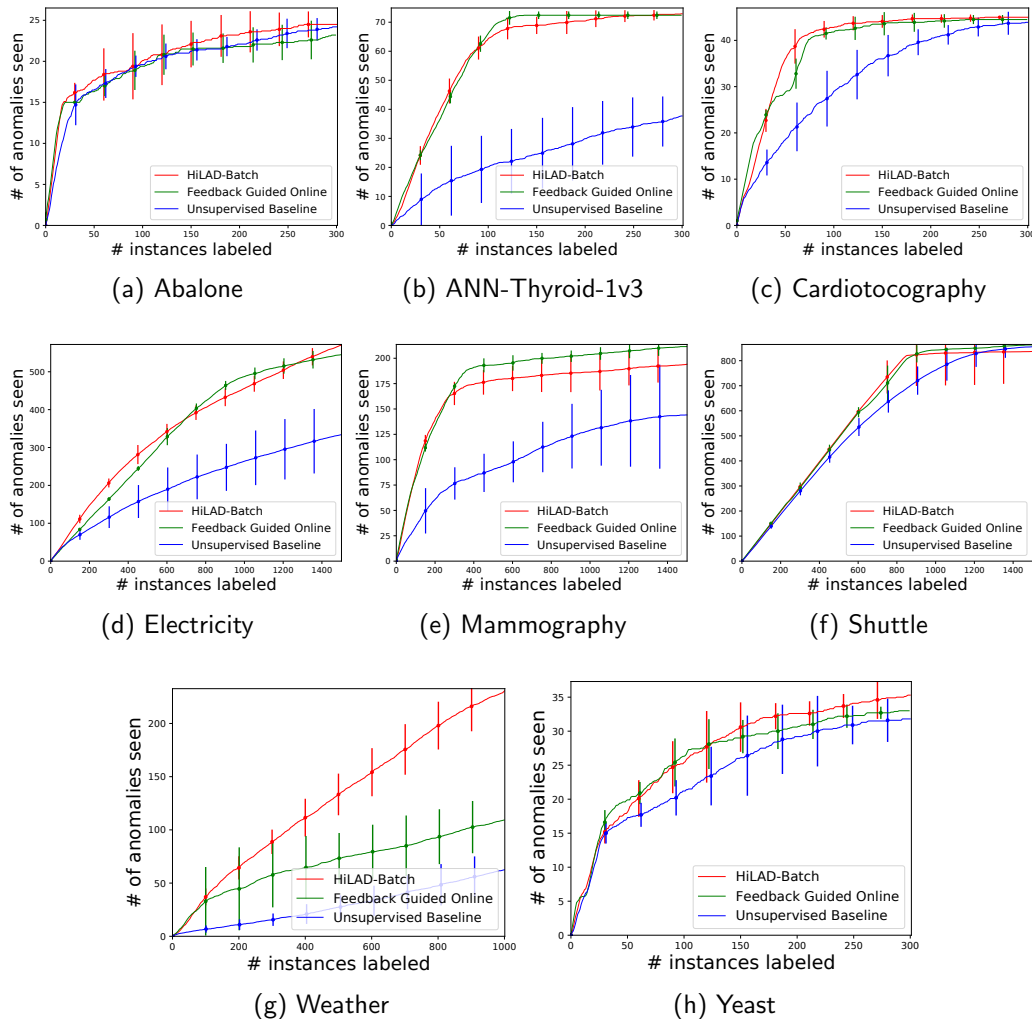 # of anomalies seen
25
20
15
10
5
0
HiLAD-Batch
Feedback Guided Online
Unsupervised Baseline
0 50 100 150 200 250 300
# instances labeled
(a) Abalone
# of anomalies seen
70
60
50
40
30
20
10
0
HiLAD-Batch
Feedback Guided Online
Unsupervised Baseline
0 50 100 150 200 250 300
# instances labeled
(b) ANN-Thyroid-1v3
# of anomalies seen
40
30
20
10
0
HiLAD-Batch
Feedback Guided Online
Unsupervised Baseline
0 50 100 150 200 250 300
# instances labeled
(c) Cardiotocography
# of anomalies seen
500
400
300
200
100
0
HiLAD-Batch
Feedback Guided Online
Unsupervised Baseline
0 200 400 600 800 1000 1200 1400
# instances labeled
(d) Electricity
# of anomalies seen
200
175
150
125
100
75
50
25
0
HiLAD-Batch
Feedback Guided Online
Unsupervised Baseline
0 200 400 600 800 1000 1200 1400
# instances labeled
(e) Mammography
# of anomalies seen
800
700
600
500
400
300
200
100
0
HiLAD-Batch
Feedback Guided Online
Unsupervised Baseline
0 200 400 600 800 1000 1200 1400
# instances labeled
(f) Shuttle
# of anomalies seen
200
150
100
50
0
HiLAD-Batch
Feedback Guided Online
Unsupervised Baseline
0 200 400 600 800 1000
# instances labeled
(g) Weather
# of anomalies seen
35
30
25
20
15
10
5
0
HiLAD-Batch
Feedback Guided Online
Unsupervised Baseline
0 50 100 150 200 250 300
# instances labeled
(h) Yeast